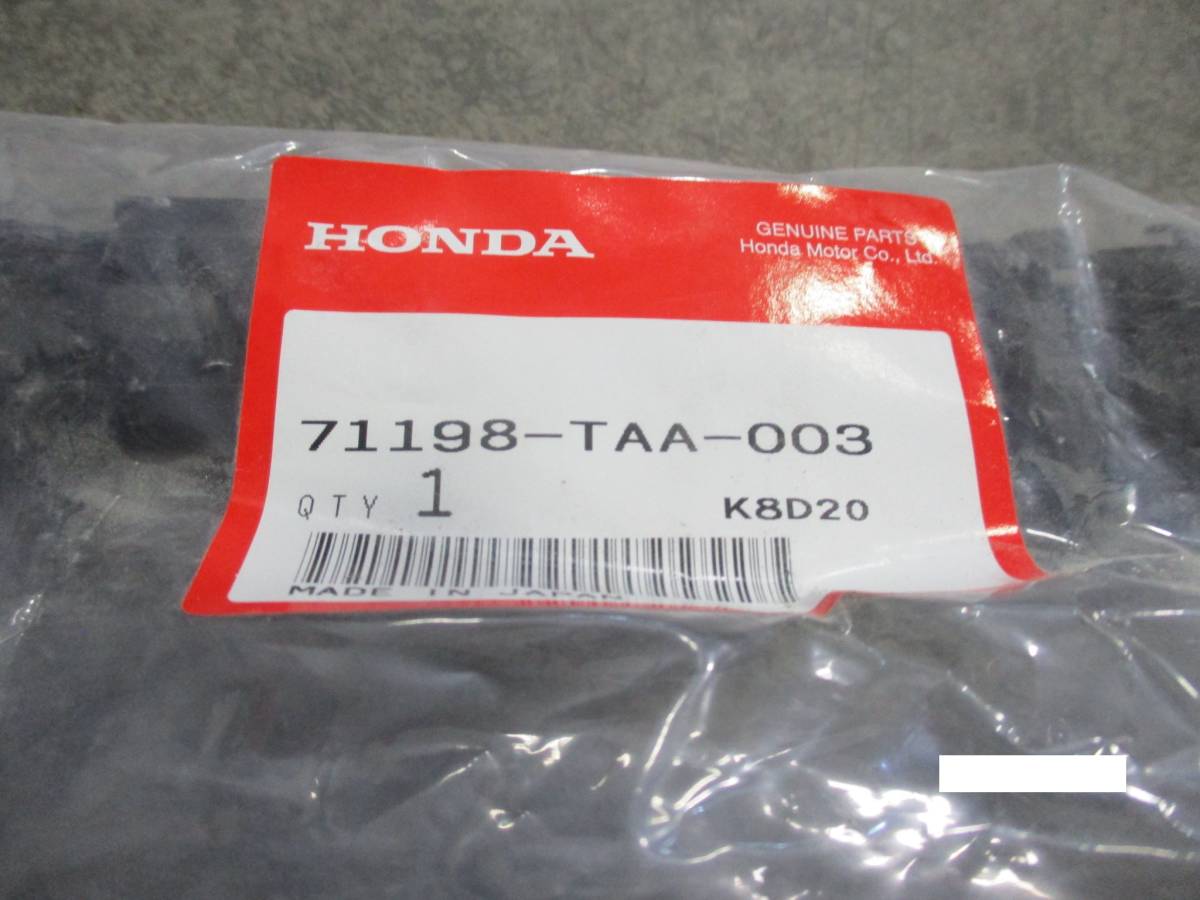 HONDA
GENUINE PARTS
Honda Motor Co., Ltd.
71198-TAA-003
QTY 1
K8D20
MADE IN JAPAN